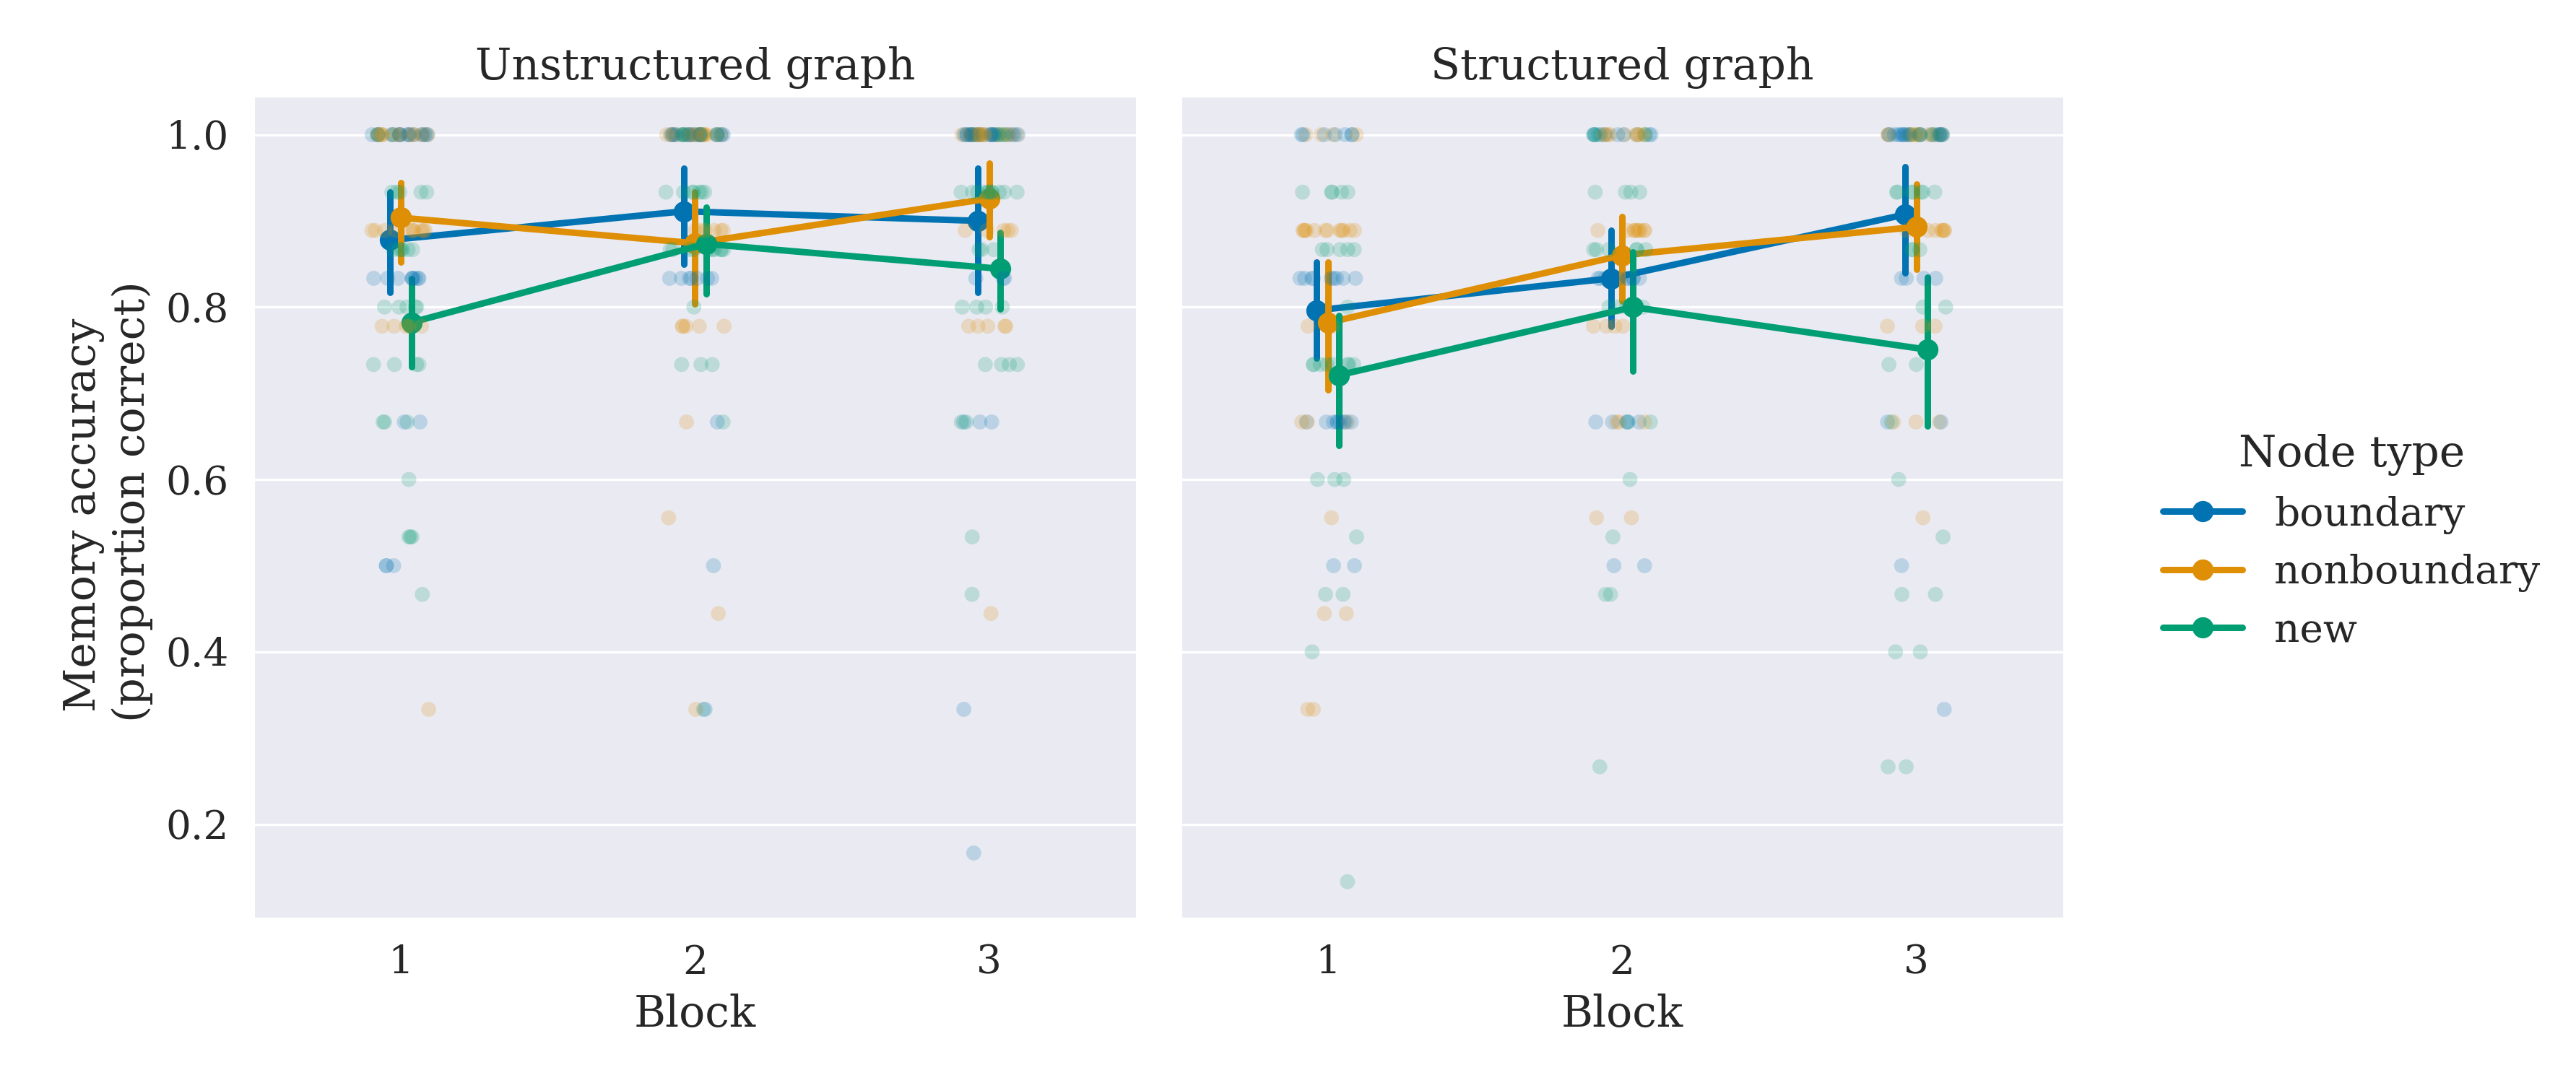 Unstructured graph
Structured graph
Memory accuracy
(proportion correct)
1.0
0.8
0.6
0.4
0.2
1
2
3
Block
1
2
3
Block
Node type
boundary
nonboundary
new